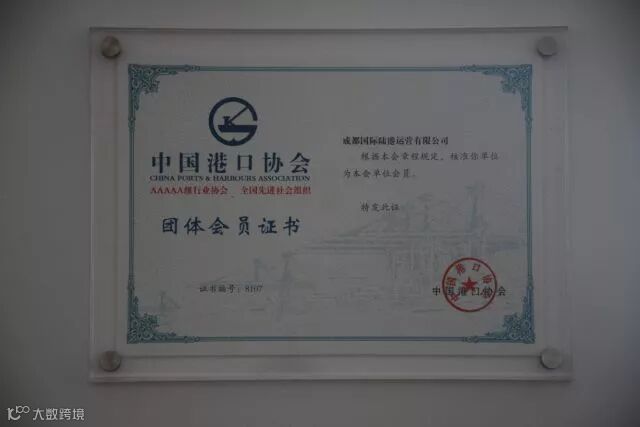 中国港口协会
CHINA PORTS & HARBOURS ASSOCIATION
AAAAA级行业协会、全国先进社会组织
团体会员证书
证书编号：8107
成都国际陆港运营有限公司
根据本会章程规定，核准你单位
为本会单位会员。
特发此证
中国港口协会
中国港口协会
大数跨境